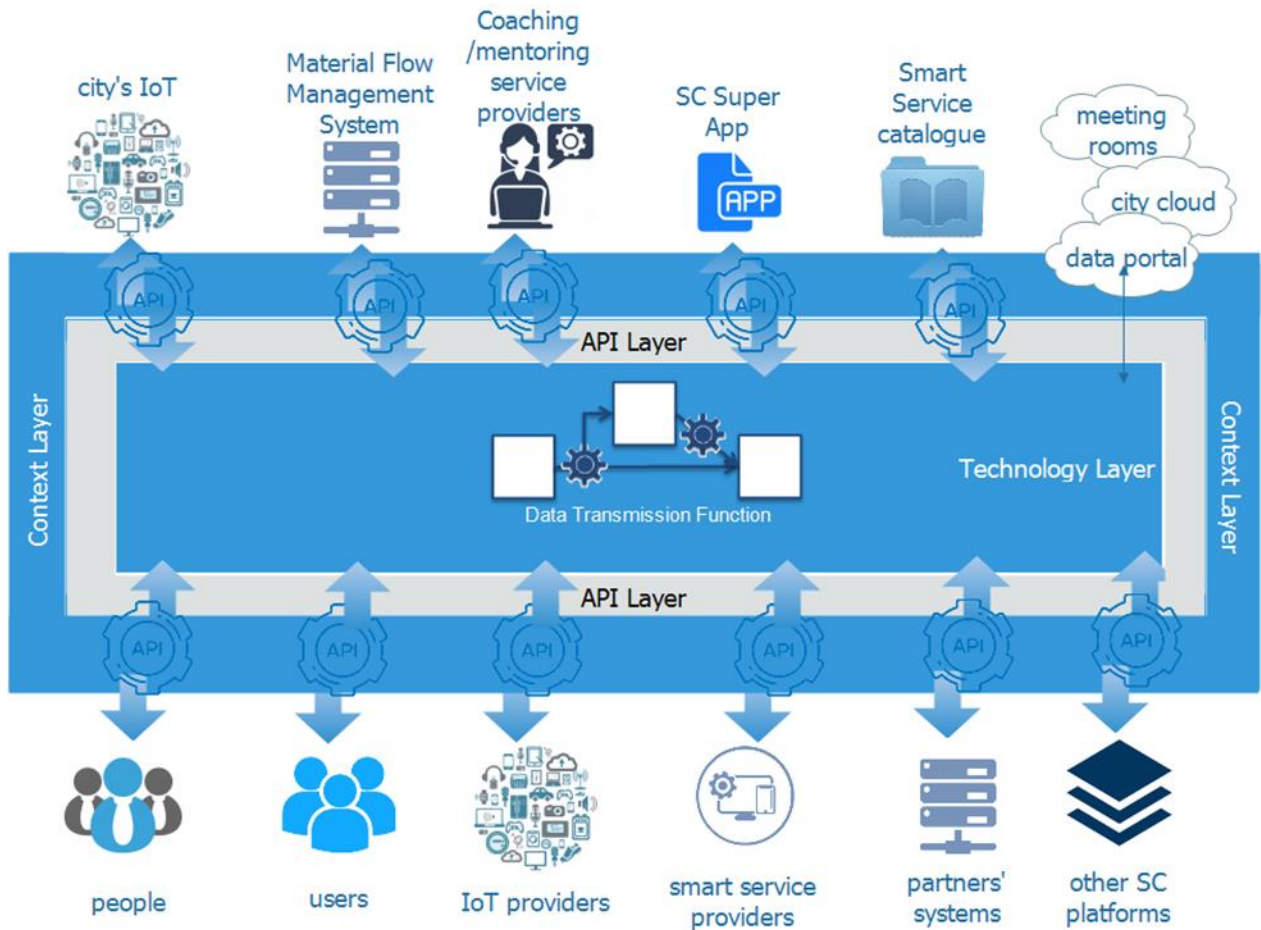 city's IoT
Material Flow
Management
System
Coaching
/mentoring
service
providers
SC Super
App
APP
Smart
Service
catalogue
meeting
rooms
city cloud
data portal
API
API
API
API
API
API Layer
Context Layer
Context Layer
Technology Layer
Data Transmission Function
API Layer
API
API
API
API
API
API
people
users
IoT providers
smart service
providers
partners'
systems
other SC
platforms